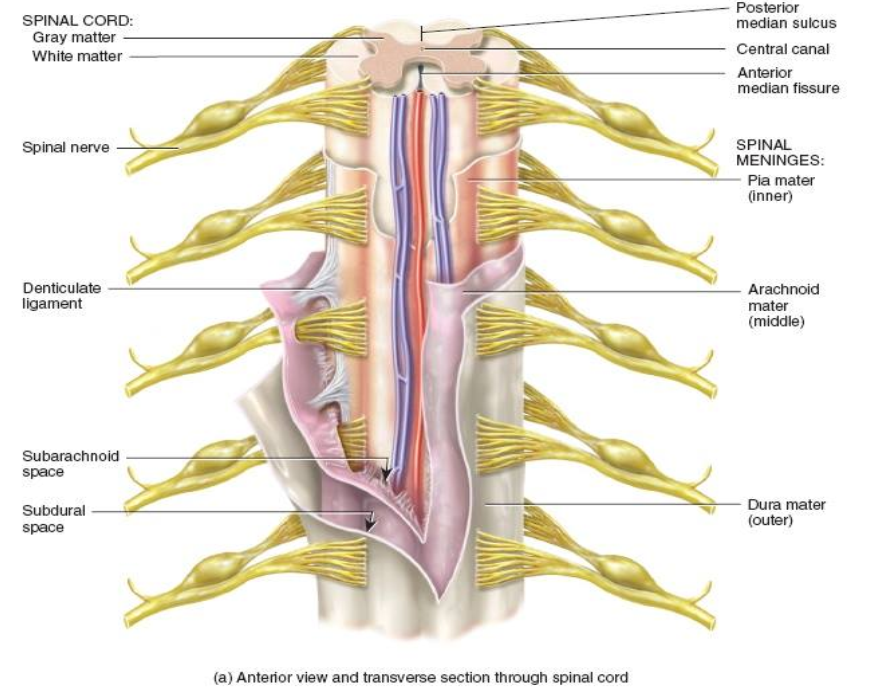 SPINAL CORD:
Gray matter
White matter
Spinal nerve
Denticulate
ligament
Subarachnoid
space
Subdural
space
Posterior
median sulcus
Central canal
Anterior
median fissure
SPINAL
MENINGES:
Pia mater
(inner)
Arachnoid
mater
(middle)
Dura mater
(outer)
(a) Anterior view and transverse section through spinal cord